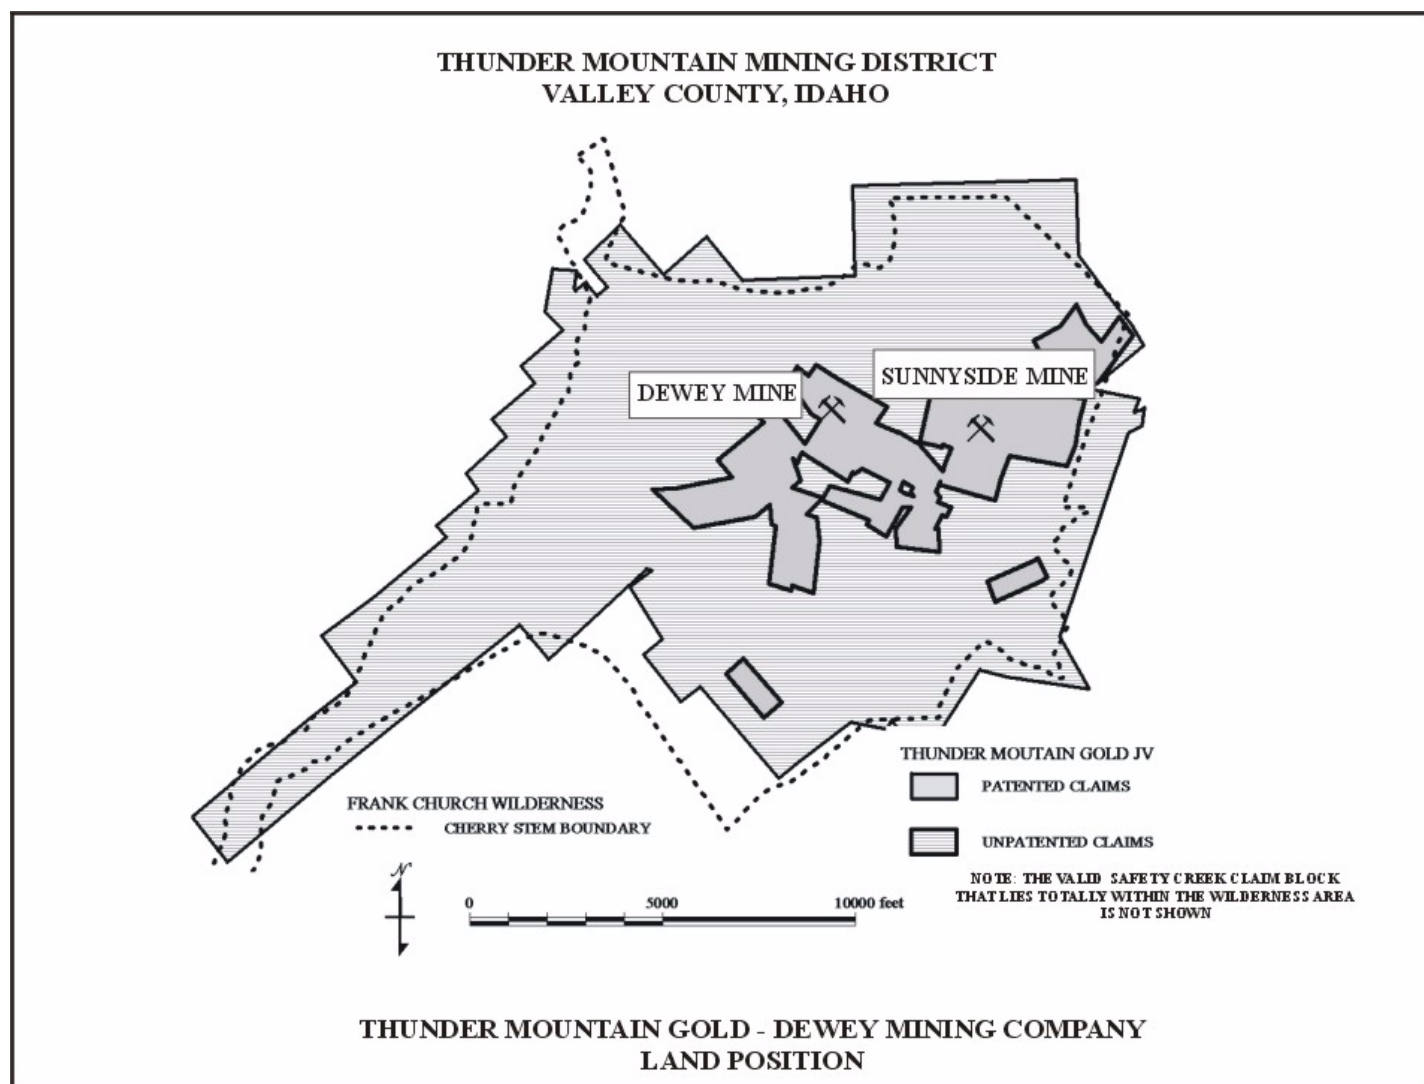 THUNDER MOUNTAIN MINING DISTRICT
VALLEY COUNTY, IDAHO
SUNNYSIDE MINE
DEWEY MINE
THUNDER MOUTAIN GOLD JV
PATENTED CLAIMS
FRANK CHURCH WILDERNESS
CHERRY STEM BOUNDARY
UNPATENTED CLAIMS
N
NOTE: THE VALID SAFETY CREEK CLAIM BLOCK
THAT LIES TOTALLY WITHIN THE WILDERNESS AREA
IS NOT SHOWN
0 5000 10000 feet
THUNDER MOUNTAIN GOLD - DEWEY MINING COMPANY
LAND POSITION